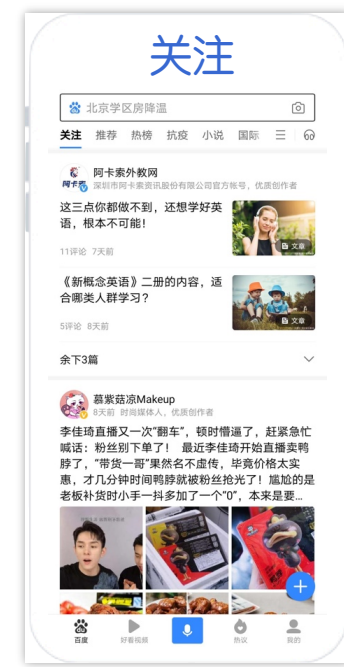 关注
北京学区房降温
关注 推荐 热榜 抗疫 小说 国际
阿卡索
阿卡索外教网
深圳市阿卡索资讯股份有限公司官方帐号，优质创作者
这三点你都做不到，还想学好英
语，根本不可能！
文章
11评论 7天前
《新概念英语》二册的内容，适
合哪类人群学习？
文章
5评论 8天前
余下3篇
慕紫菇凉Makeup
8天前 时尚媒体人，优质创作者
李佳琦直播又一次“翻车”，顿时懵逼了，赶紧急忙
喊话：粉丝别下单了！ 最近李佳琦开始直播卖鸭
脖了，“带货一哥”果然名不虚传，毕竟价格太实
惠，才几分钟时间鸭脖就被粉丝抢光了！尴尬的是
老板补货时小手一抖多加了一个“0”，本来是要...
百度 好看视频 热议 我的